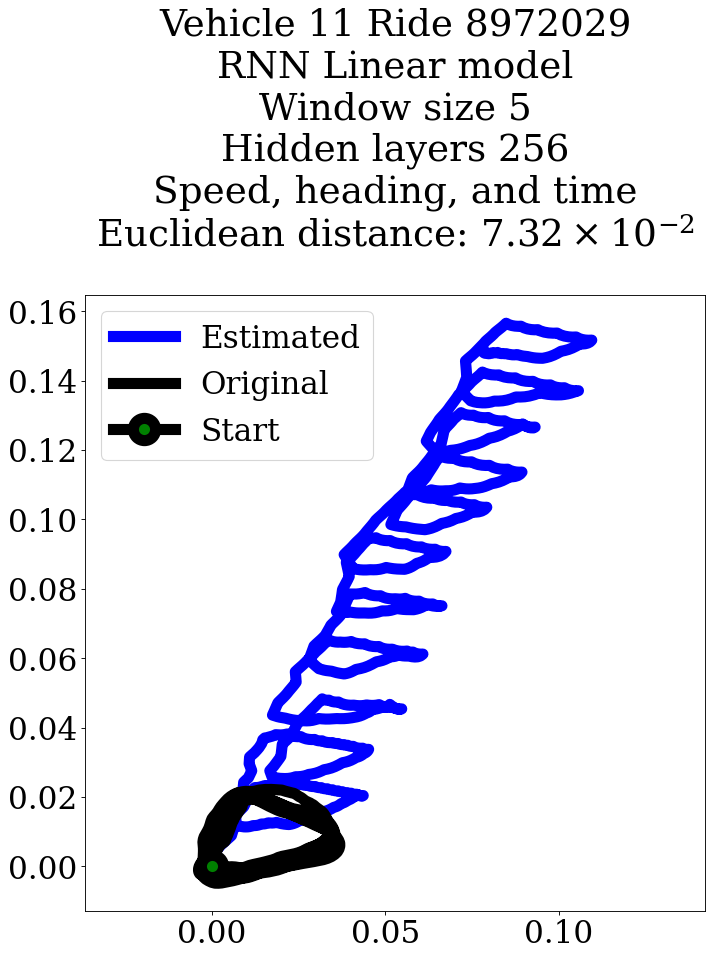 Vehicle 11 Ride 8972029
RNN Linear model
Window size 5
Hidden layers 256
Speed, heading, and time
Euclidean distance: 7.32 × 10⁻²
Estimated
Original
Start
0.16
0.14
0.12
0.10
0.08
0.06
0.04
0.02
0.00
0.00 0.05 0.10